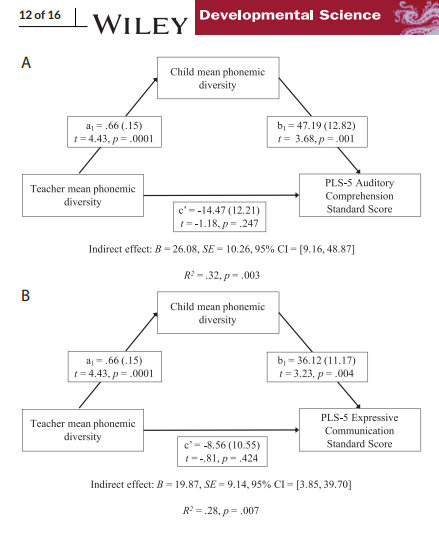 12 of 16
WILEY
Developmental Science
A
Child mean phonemic
diversity
a₁ = .66 (.15)
t = 4.43, p = .0001
b₁ = 47.19 (12.82)
t = 3.68, p = .001
Teacher mean phonemic
diversity
PLS-5 Auditory
Comprehension
Standard Score
c' = -14.47 (12.21)
t = -1.18, p = .247
Indirect effect: B = 26.08, SE = 10.26, 95% CI = [9.16, 48.87]
R² = .32, p = .003
B
Child mean phonemic
diversity
a₁ = .66 (.15)
t = 4.43, p = .0001
b₁ = 36.12 (11.17)
t = 3.23, p = .004
Teacher mean phonemic
diversity
PLS-5 Expressive
Communication
Standard Score
c' = -8.56 (10.55)
t = -.81, p = .424
Indirect effect: B = 19.87, SE = 9.14, 95% CI = [3.85, 39.70]
R² = .28, p = .007